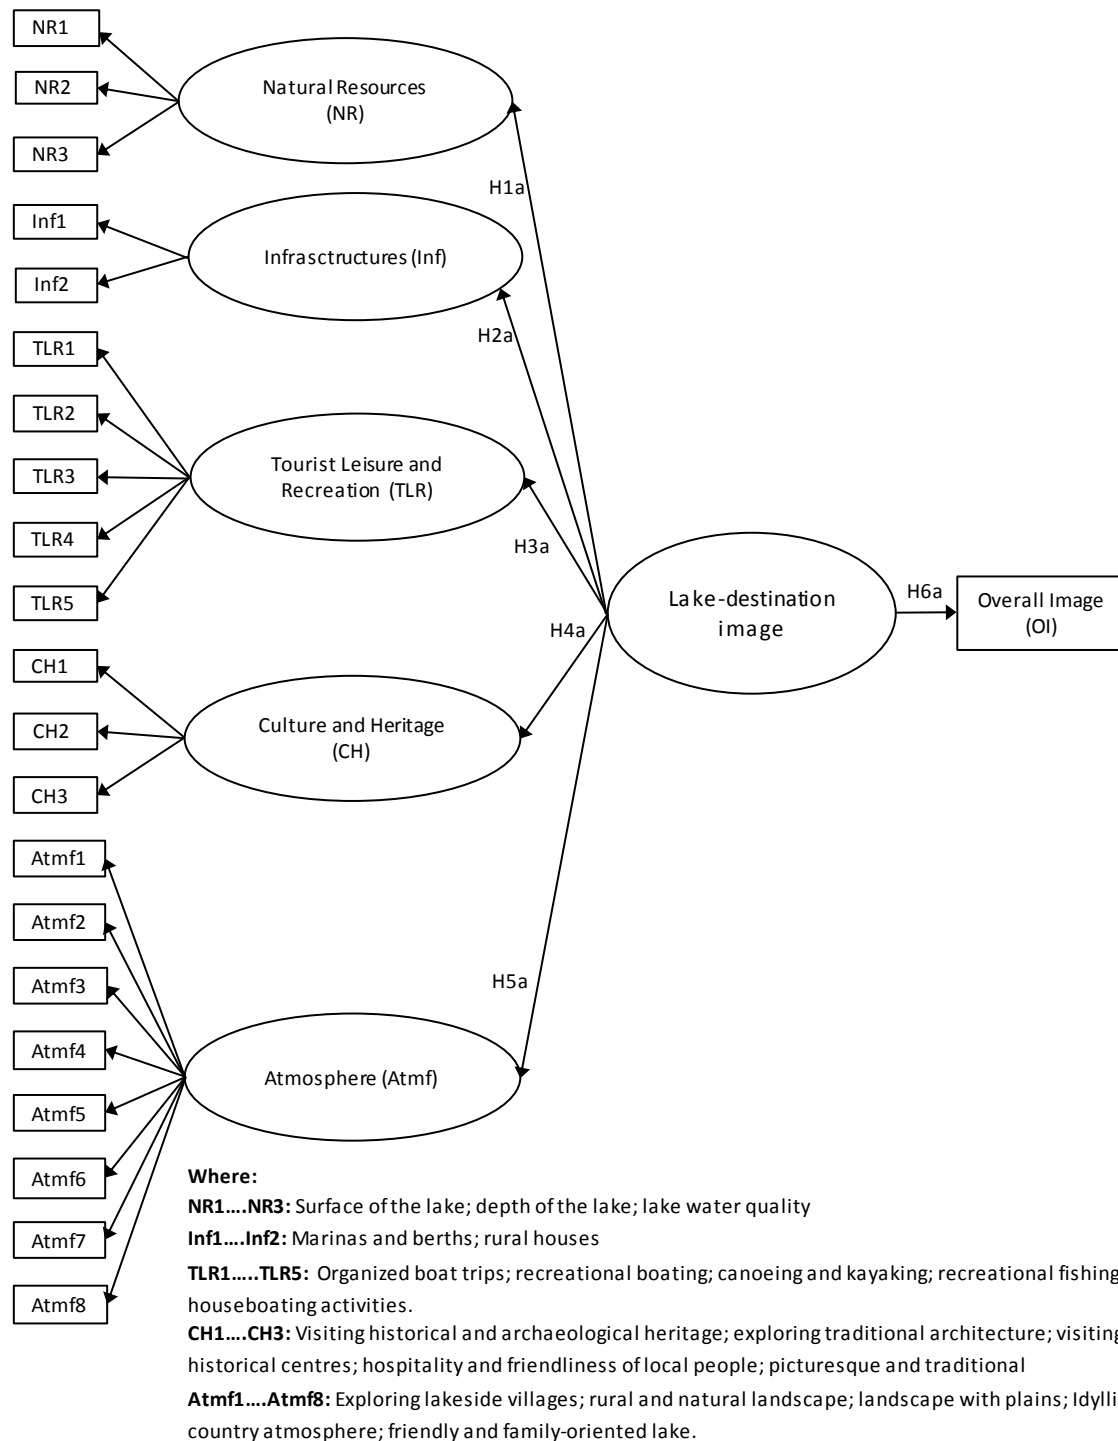 NR1
NR2
NR3
Natural Resources
(NR)
H1a
Inf1
Inf2
Infrasctructures (Inf)
H2a
TLR1
TLR2
TLR3
TLR4
TLR5
Tourist Leisure and
Recreation (TLR)
H3a
Lake-destination
image
H6a
Overall Image
(OI)
H4a
CH1
CH2
CH3
Culture and Heritage
(CH)
Atmf1
Atmf2
Atmf3
Atmf4
Atmf5
Atmf6
Atmf7
Atmf8
H5a
Atmosphere (Atmf)
Where:
NR1....NR3: Surface of the lake; depth of the lake; lake water quality
Inf1....Inf2: Marinas and berths; rural houses
TLR1.....TLR5: Organized boat trips; recreational boating; canoeing and kayaking; recreational fishing
houseboating activities.
CH1....CH3: Visiting historical and archaeological heritage; exploring traditional architecture; visiting
historical centres; hospitality and friendliness of local people; picturesque and traditional
Atmf1....Atmf8: Exploring lakeside villages; rural and natural landscape; landscape with plains; Idylli
country atmosphere; friendly and family-oriented lake.